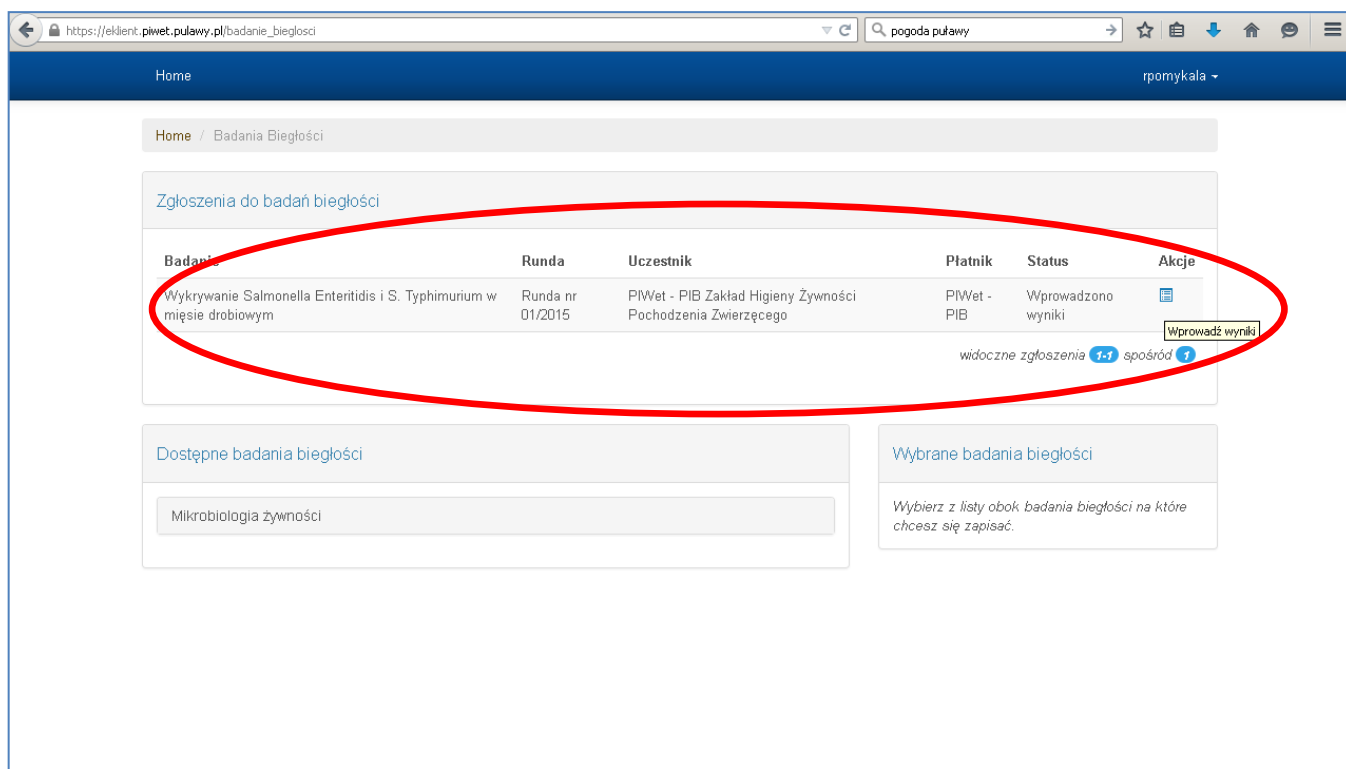 https://eklient.piwet.pulawy.pl/badanie_bieglosci
pogoda puławy
Home
rpomykala
Home / Badania Biegłości
Zgłoszenia do badań biegłości
Badanie Runda Uczestnik Płatnik Status Akcje
Wykrywanie Salmonella Enteritidis i S. Typhimurium w Runda nr PIWet - PIB Zakład Higieny Żywności PIWet - Wprowadzono
mięsie drobiowym 01/2015 Pochodzenia Zwierzęcego PIB wyniki
Wprowadź wyniki
widoczne zgłoszenia 1-1 spośród 1
Dostępne badania biegłości
Wybrane badania biegłości
Mikrobiologia żywności
Wybierz z listy obok badania biegłości na które
chcesz się zapisać.